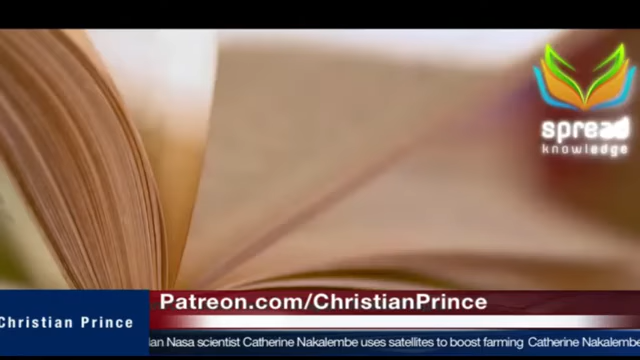 spread
knowledge
Patreon.com/ChristianPrince
Christian Prince
Nasa scientist Catherine Nakalembe uses satellites to boost farming Catherine Nakalembe